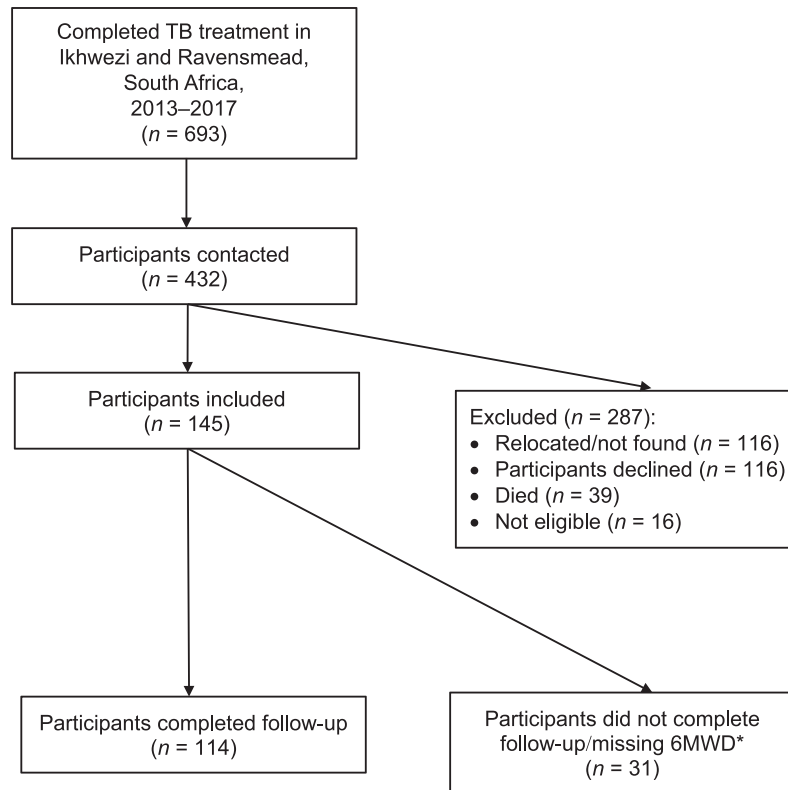 Completed TB treatment in
Ikhwezi and Ravensmead,
South Africa,
2013–2017
(n = 693)
Participants contacted
(n = 432)
Participants included
(n = 145)
Excluded (n = 287):
• Relocated/not found (n = 116)
• Participants declined (n = 116)
• Died (n = 39)
• Not eligible (n = 16)
Participants completed follow-up
(n = 114)
Participants did not complete
follow-up/missing 6MWD*
(n = 31)